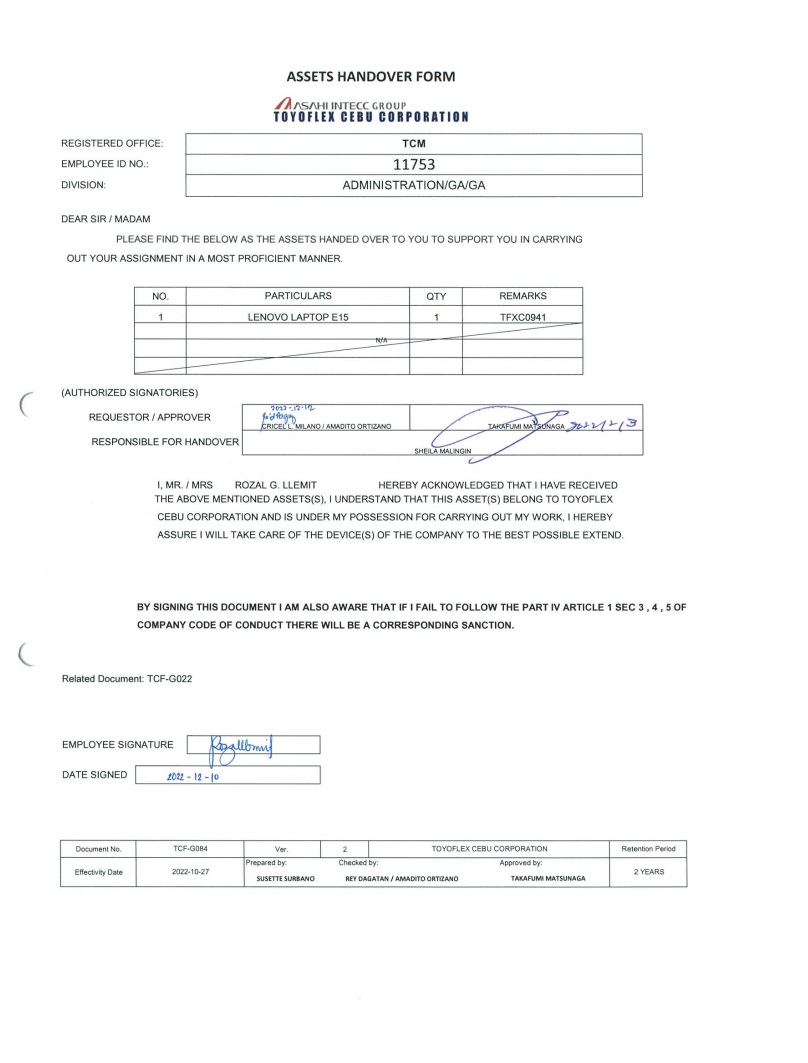 ASSETS HANDOVER FORM
ASAHI INTECC GROUP
TOYOFLEX CEBU CORPORATION
REGISTERED OFFICE: TCM
EMPLOYEE ID NO.: 11753
DIVISION: ADMINISTRATION/GA/GA
DEAR SIR / MADAM
PLEASE FIND THE BELOW AS THE ASSETS HANDED OVER TO YOU TO SUPPORT YOU IN CARRYING
OUT YOUR ASSIGNMENT IN A MOST PROFICIENT MANNER.
NO. PARTICULARS QTY REMARKS
1 LENOVO LAPTOP E15 1 TFXC0941
N/A
(AUTHORIZED SIGNATORIES)
2022-12-12
REQUESTOR / APPROVER CRICEL L. MILANO / AMADITO ORTIZANO TAKAFUMI MATSUNAGA 2022/12/13
RESPONSIBLE FOR HANDOVER SHEILA MALINGIN
I, MR. / MRS ROZAL G. LLEMIT HEREBY ACKNOWLEDGED THAT I HAVE RECEIVED
THE ABOVE MENTIONED ASSETS(S), I UNDERSTAND THAT THIS ASSET(S) BELONG TO TOYOFLEX
CEBU CORPORATION AND IS UNDER MY POSSESSION FOR CARRYING OUT MY WORK, I HEREBY
ASSURE I WILL TAKE CARE OF THE DEVICE(S) OF THE COMPANY TO THE BEST POSSIBLE EXTEND.
BY SIGNING THIS DOCUMENT I AM ALSO AWARE THAT IF I FAIL TO FOLLOW THE PART IV ARTICLE 1 SEC 3 , 4 , 5 OF
COMPANY CODE OF CONDUCT THERE WILL BE A CORRESPONDING SANCTION.
Related Document: TCF-G022
EMPLOYEE SIGNATURE
DATE SIGNED 2022 - 12 - 10
Document No. TCF-G084 Ver. 2 TOYOFLEX CEBU CORPORATION Retention Period
Effectivity Date 2022-10-27 Prepared by: Checked by: Approved by: 2 YEARS
SUSETTE SURBANO REY DAGATAN / AMADITO ORTIZANO TAKAFUMI MATSUNAGA